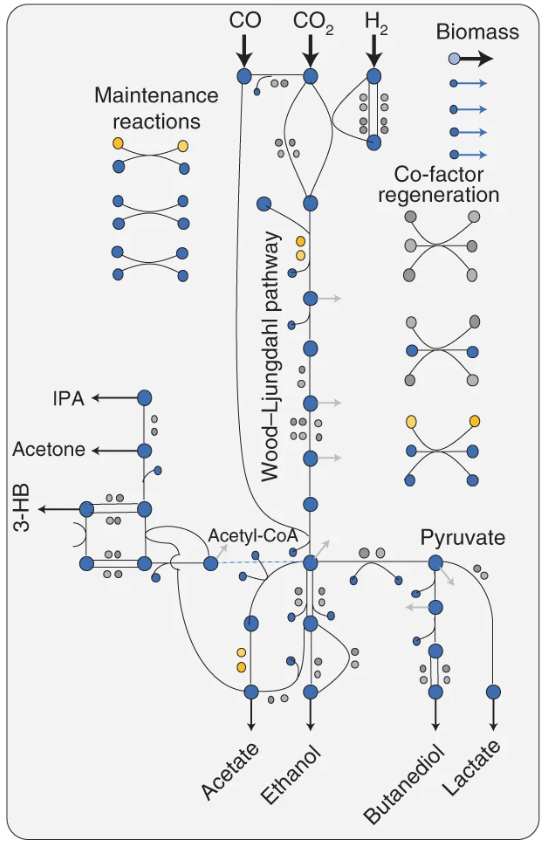 CO
CO2
H2
Biomass
Maintenance
reactions
Co-factor
regeneration
Wood–Ljungdahl pathway
IPA
Acetone
3-HB
Acetyl-CoA
Pyruvate
Acetate
Ethanol
Butanediol
Lactate